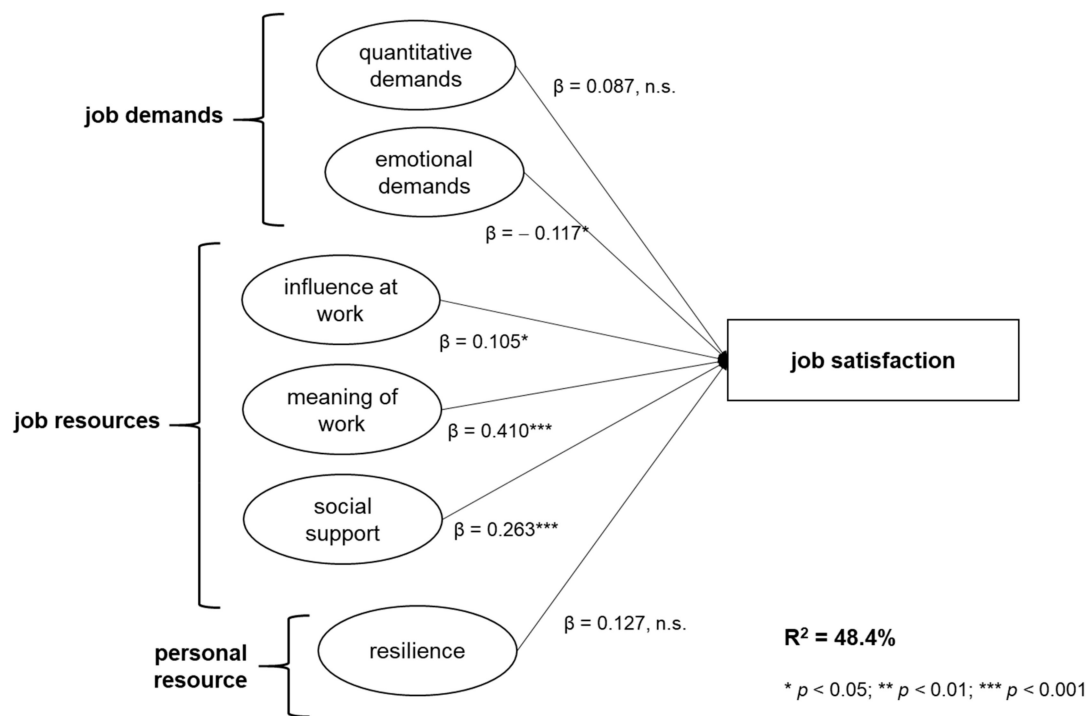 quantitative
demands
β = 0.087, n.s.
job demands
emotional
demands
β = – 0.117*
influence at
work
β = 0.105*
job satisfaction
meaning of
work
job resources
β = 0.410***
social
support
β = 0.263***
β = 0.127, n.s.
R² = 48.4%
personal
resource
resilience
* p < 0.05; ** p < 0.01; *** p < 0.001